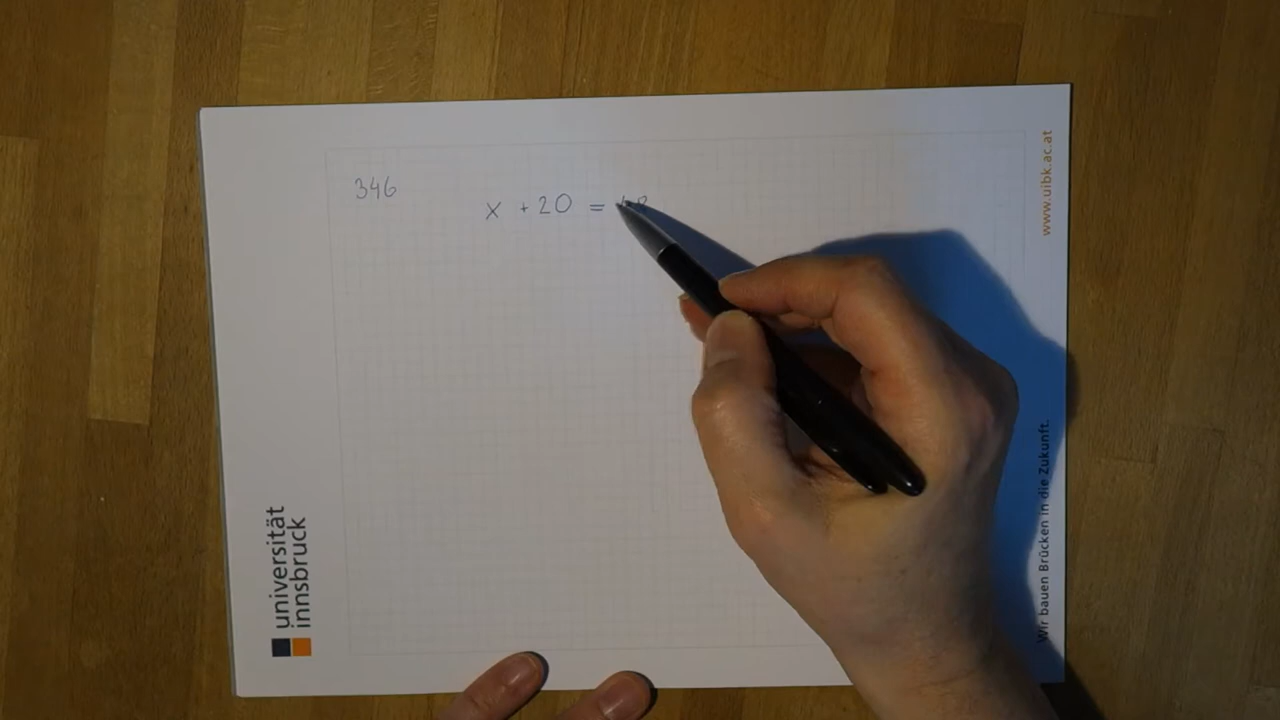 346
x + 20 =
universität
innsbruck
www.uibk.ac.at
Wir bauen Brücken in die Zukunft.